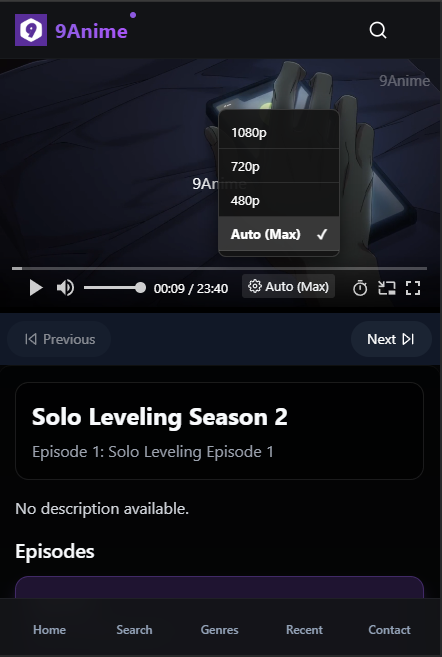 9Anime
9Anime
1080p
720p
9Anime
480p
Auto (Max)
00:09 / 23:40
Auto (Max)
Previous
Next
Solo Leveling Season 2
Episode 1: Solo Leveling Episode 1
No description available.
Episodes
Home
Search
Genres
Recent
Contact